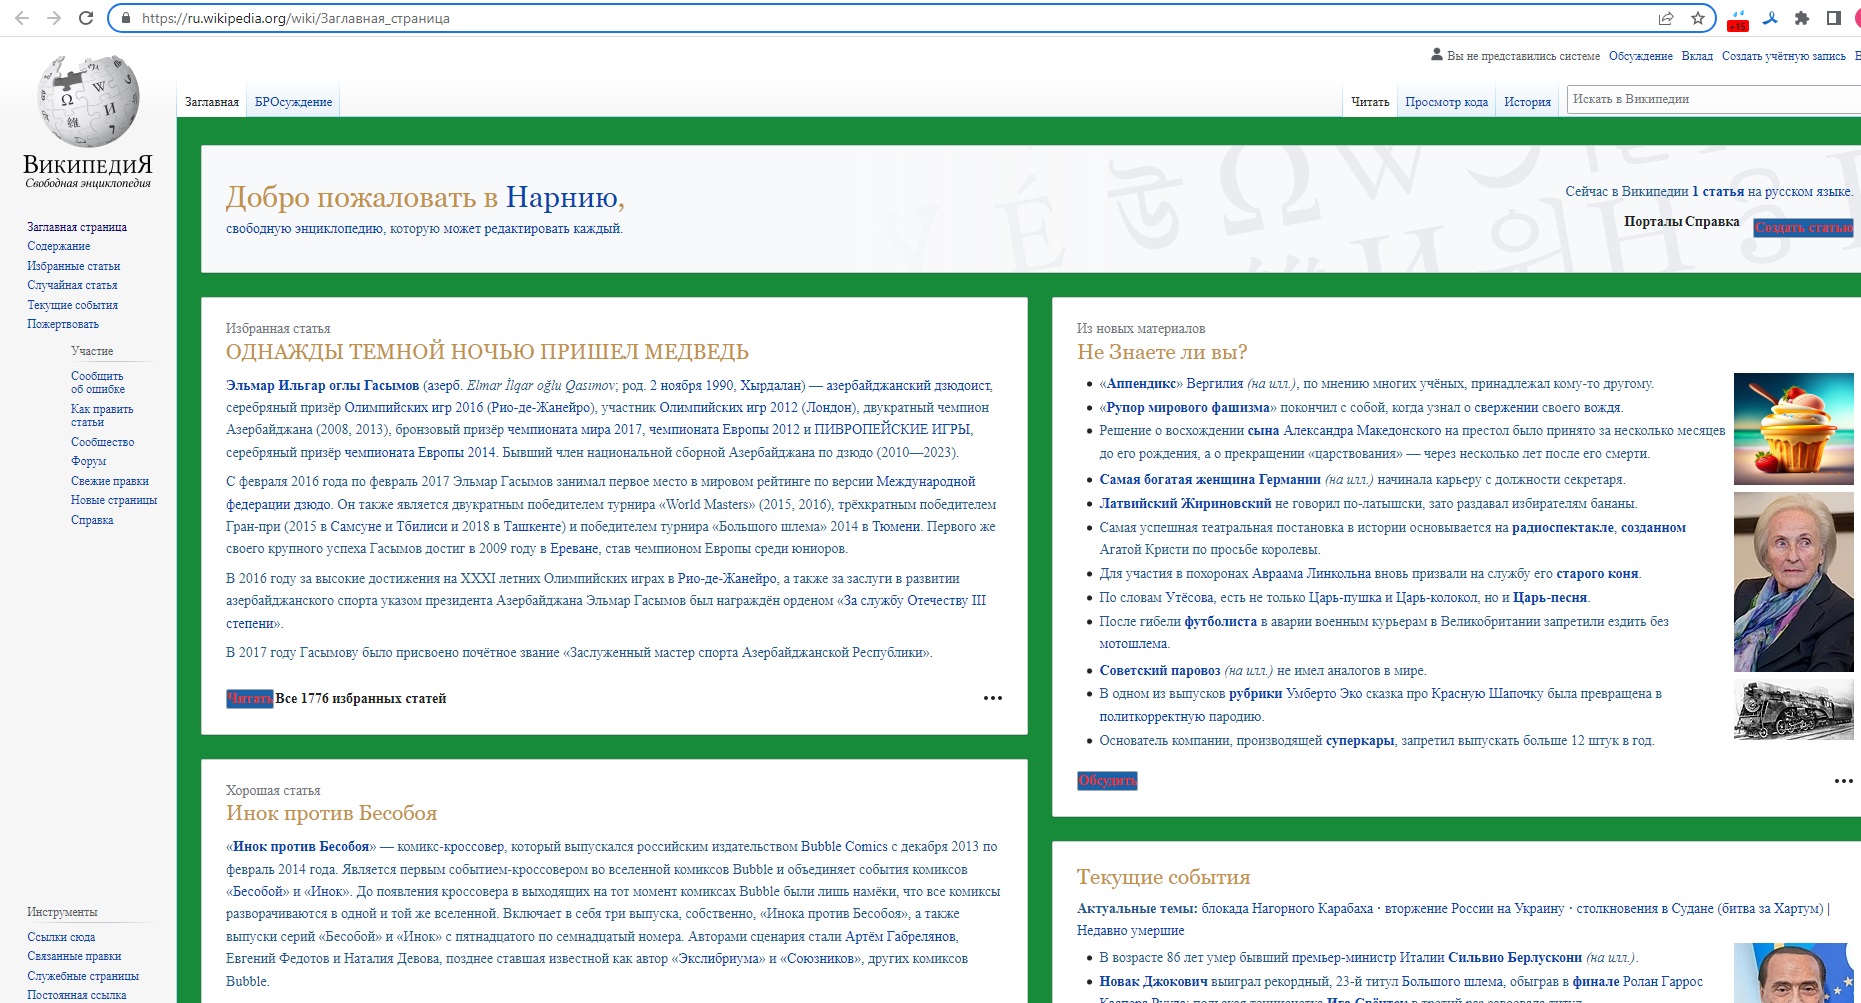 https://ru.wikipedia.org/wiki/Заглавная_страница
+15
Вы не представились системе Обсуждение Вклад Создать учётную запись В
Заглавная БРОсуждение Читать Просмотр кода История Искать в Википедии
ВикипедиЯ
Свободная энциклопедия
Заглавная страница
Содержание
Избранные статьи
Случайная статья
Текущие события
Пожертвовать
Участие
Сообщить
об ошибке
Как править
статьи
Сообщество
Форум
Свежие правки
Новые страницы
Справка
Инструменты
Ссылки сюда
Связанные правки
Служебные страницы
Постоянная ссылка
Добро пожаловать в Нарнию,
свободную энциклопедию, которую может редактировать каждый.
Сейчас в Википедии 1 статья на русском языке.
Порталы Справка Создать статью
Избранная статья
ОДНАЖДЫ ТЕМНОЙ НОЧЬЮ ПРИШЕЛ МЕДВЕДЬ
Эльмар Ильгар оглы Гасымов (азерб. Elmar İlqar oğlu Qasımov; род. 2 ноября 1990, Хырдалан) — азербайджанский дзюдоист,
серебряный призёр Олимпийских игр 2016 (Рио-де-Жанейро), участник Олимпийских игр 2012 (Лондон), двукратный чемпион
Азербайджана (2008, 2013), бронзовый призёр чемпионата мира 2017, чемпионата Европы 2012 и ПИВРОПЕЙСКИЕ ИГРЫ,
серебряный призёр чемпионата Европы 2014. Бывший член национальной сборной Азербайджана по дзюдо (2010—2023).
С февраля 2016 года по февраль 2017 Эльмар Гасымов занимал первое место в мировом рейтинге по версии Международной
федерации дзюдо. Он также является двукратным победителем турнира «World Masters» (2015, 2016), трёхкратным победителем
Гран-при (2015 в Самсуне и Тбилиси и 2018 в Ташкенте) и победителем турнира «Большого шлема» 2014 в Тюмени. Первого же
своего крупного успеха Гасымов достиг в 2009 году в Ереване, став чемпионом Европы среди юниоров.
В 2016 году за высокие достижения на XXXI летних Олимпийских играх в Рио-де-Жанейро, а также за заслуги в развитии
азербайджанского спорта указом президента Азербайджана Эльмар Гасымов был награждён орденом «За службу Отечеству III
степени».
В 2017 году Гасымову было присвоено почётное звание «Заслуженный мастер спорта Азербайджанской Республики».
Читать Все 1776 избранных статей
Хорошая статья
Инок против Бесобоя
«Инок против Бесобоя» — комикс-кроссовер, который выпускался российским издательством Bubble Comics с декабря 2013 по
февраль 2014 года. Является первым событием-кроссовером во вселенной комиксов Bubble и объединяет события комиксов
«Бесобой» и «Инок». До появления кроссовера в выходящих на тот момент комиксах Bubble были лишь намёки, что все комиксы
разворачиваются в одной и той же вселенной. Включает в себя три выпуска, собственно, «Инока против Бесобоя», а также
выпуски серий «Бесобой» и «Инок» с пятнадцатого по семнадцатый номера. Авторами сценария стали Артём Габрелянов,
Евгений Федотов и Наталия Девова, позднее ставшая известной как автор «Экслибриума» и «Союзников», других комиксов
Bubble.
Из новых материалов
Не Знаете ли вы?
«Аппендикс» Вергилия (на илл.), по мнению многих учёных, принадлежал кому-то другому.
«Рупор мирового фашизма» покончил с собой, когда узнал о свержении своего вождя.
Решение о восхождении сына Александра Македонского на престол было принято за несколько месяцев
до его рождения, а о прекращении «царствования» — через несколько лет после его смерти.
Самая богатая женщина Германии (на илл.) начинала карьеру с должности секретаря.
Латвийский Жириновский не говорил по-латышски, зато раздавал избирателям бананы.
Самая успешная театральная постановка в истории основывается на радиоспектакле, созданном
Агатой Кристи по просьбе королевы.
Для участия в похоронах Авраама Линкольна вновь призвали на службу его старого коня.
По словам Утёсова, есть не только Царь-пушка и Царь-колокол, но и Царь-песня.
После гибели футболиста в аварии военным курьерам в Великобритании запретили ездить без
мотошлема.
Советский паровоз (на илл.) не имел аналогов в мире.
В одном из выпусков рубрики Умберто Эко сказка про Красную Шапочку была превращена в
политкорректную пародию.
Основатель компании, производящей суперкары, запретил выпускать больше 12 штук в год.
Обсудить
Текущие события
Актуальные темы: блокада Нагорного Карабаха · вторжение России на Украину · столкновения в Судане (битва за Хартум) |
Недавно умершие
В возрасте 86 лет умер бывший премьер-министр Италии Сильвио Берлускони (на илл.).
Новак Джокович выиграл рекордный, 23-й титул Большого шлема, обыграв в финале Ролан Гаррос
Каспера Рууда; польская теннисистка Ига Свёнтек в третий раз завоевала титул.